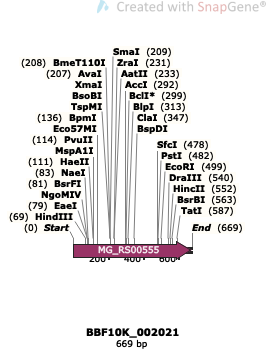 Created with SnapGene®
SmaI (209)
(208) BmeT110I ZraI (231)
(207) AvaI AatII (233)
XmaI AccI (292)
BsoBI BclI* (299)
TspMI BlpI (313)
(136) BpmI ClaI (347)
Eco57MI BspDI
(114) PvuII SfcI (478)
MspA1I PstI (482)
(111) HaeII EcoRI (499)
(83) NaeI DraIII (540)
(81) BsrFI HincII (552)
NgoMIV BsrBI (563)
(79) EaeI TatI (587)
(69) HindIII
(0) Start End (669)
MG_RS00555
200 400 600
BBF10K_002021
669 bp